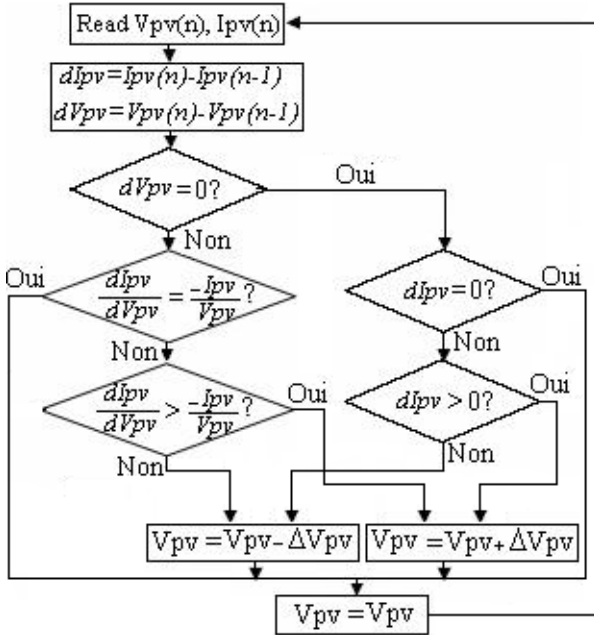 Read Vpv(n), Ipv(n)
dIpv=Ipv(n)-Ipv(n-1)
dVpv=Vpv(n)-Vpv(n-1)
dVpv=0?
Oui
Non
Oui
dIpv/dVpv = -Ipv/Vpv ?
dIpv=0?
Oui
Non
Non
dIpv/dVpv > -Ipv/Vpv ?
Oui
dIpv>0?
Oui
Non
Non
Vpv=Vpv-ΔVpv
Vpv=Vpv+ΔVpv
Vpv=Vpv